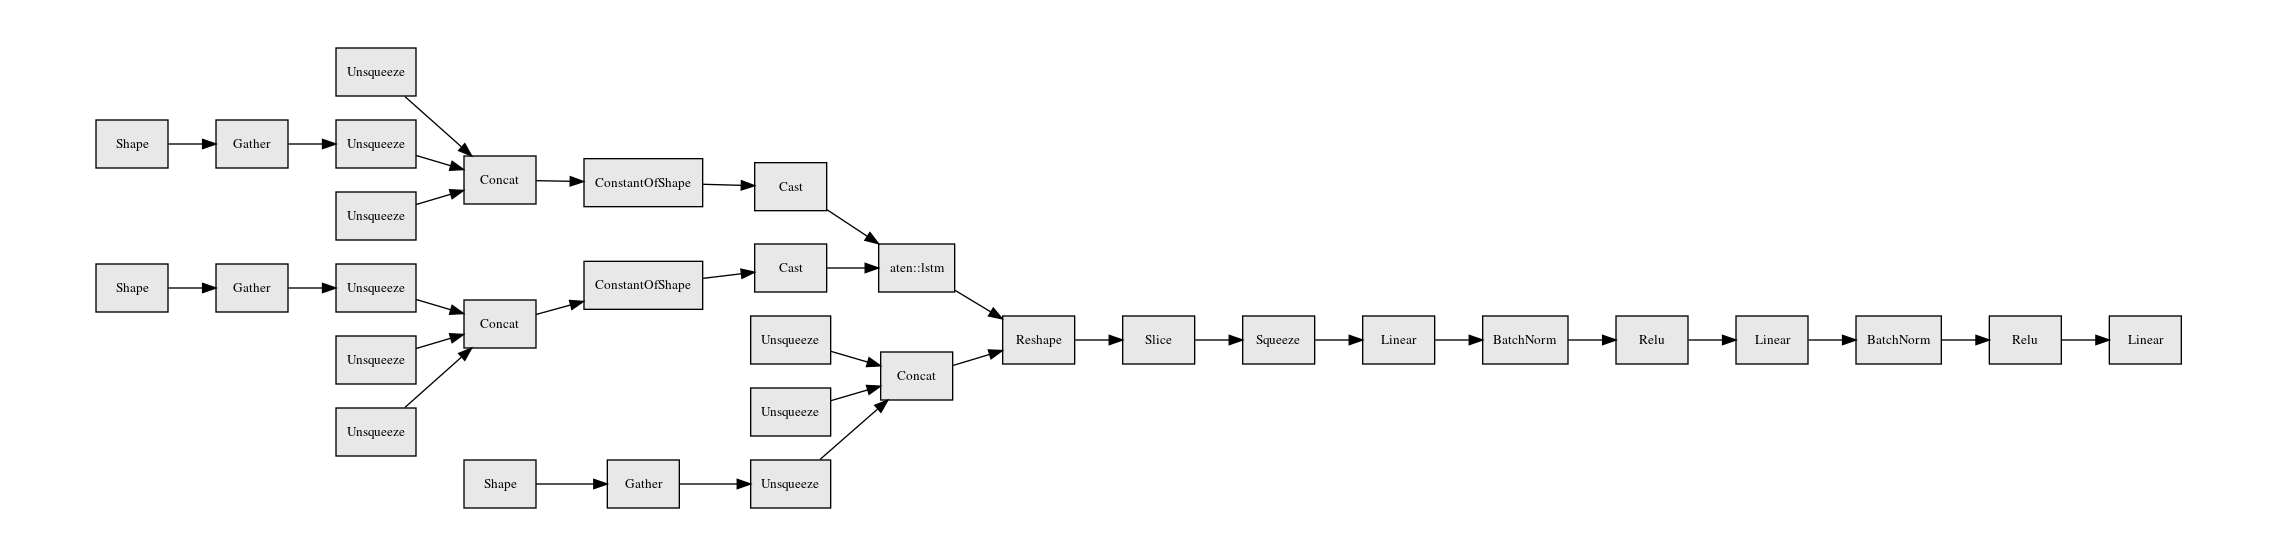 Unsqueeze
Shape
Gather
Unsqueeze
Concat
ConstantOfShape
Cast
Unsqueeze
Shape
Gather
Unsqueeze
Concat
ConstantOfShape
Cast
aten::lstm
Unsqueeze
Unsqueeze
Unsqueeze
Unsqueeze
Concat
Shape
Gather
Unsqueeze
Reshape
Slice
Squeeze
Linear
BatchNorm
Relu
Linear
BatchNorm
Relu
Linear